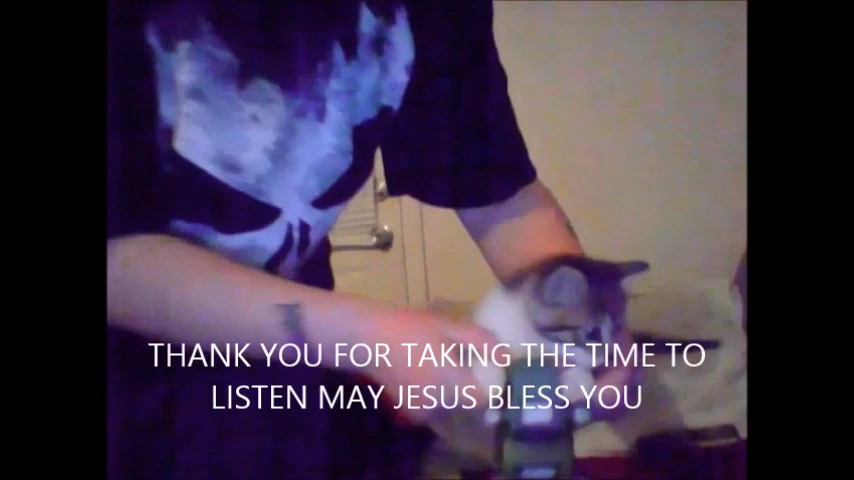 THANK YOU FOR TAKING THE TIME TO
LISTEN MAY JESUS BLESS YOU